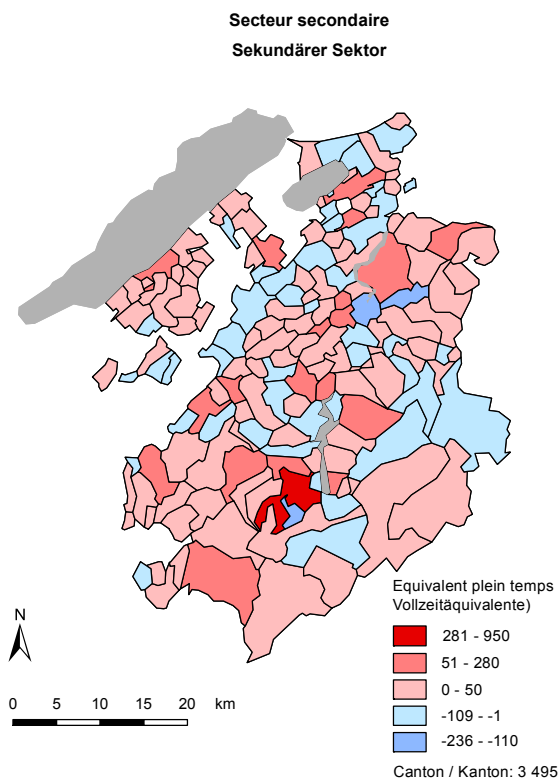 Secteur secondaire
Sekundärer Sektor
Equivalent plein temps
Vollzeitäquivalente)
281 - 950
51 - 280
0 - 50
-109 - -1
-236 - -110
Canton / Kanton: 3 495
N
0 5 10 15 20 km